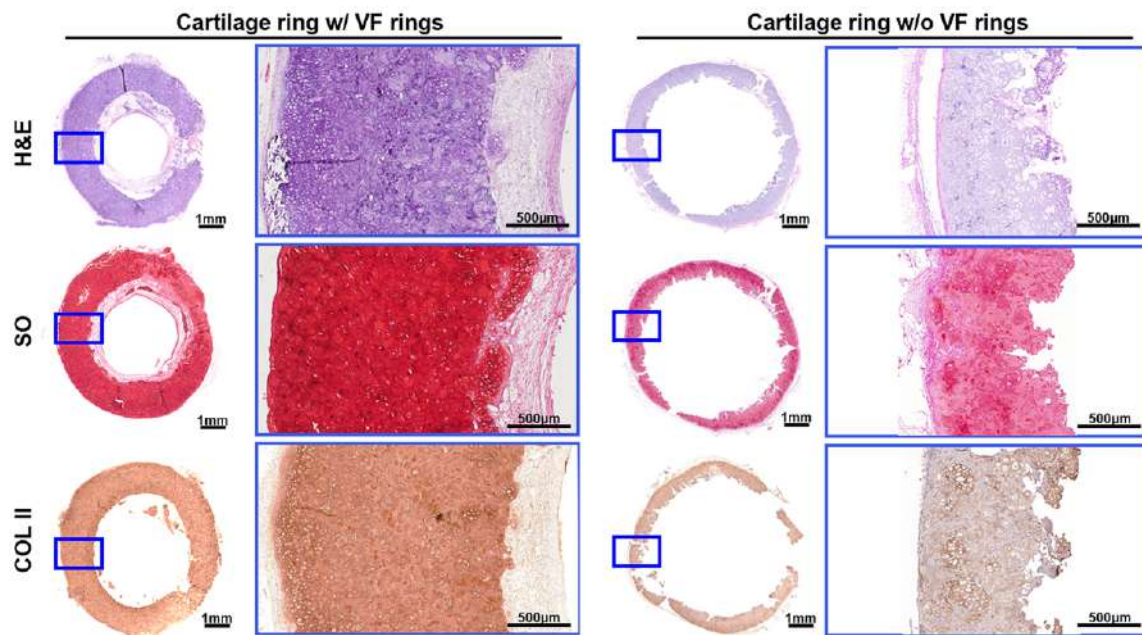 Cartilage ring w/ VF rings
Cartilage ring w/o VF rings
H&E
1mm
500μm
1mm
500μm
SO
1mm
500μm
1mm
500μm
COL II
1mm
500μm
1mm
500μm